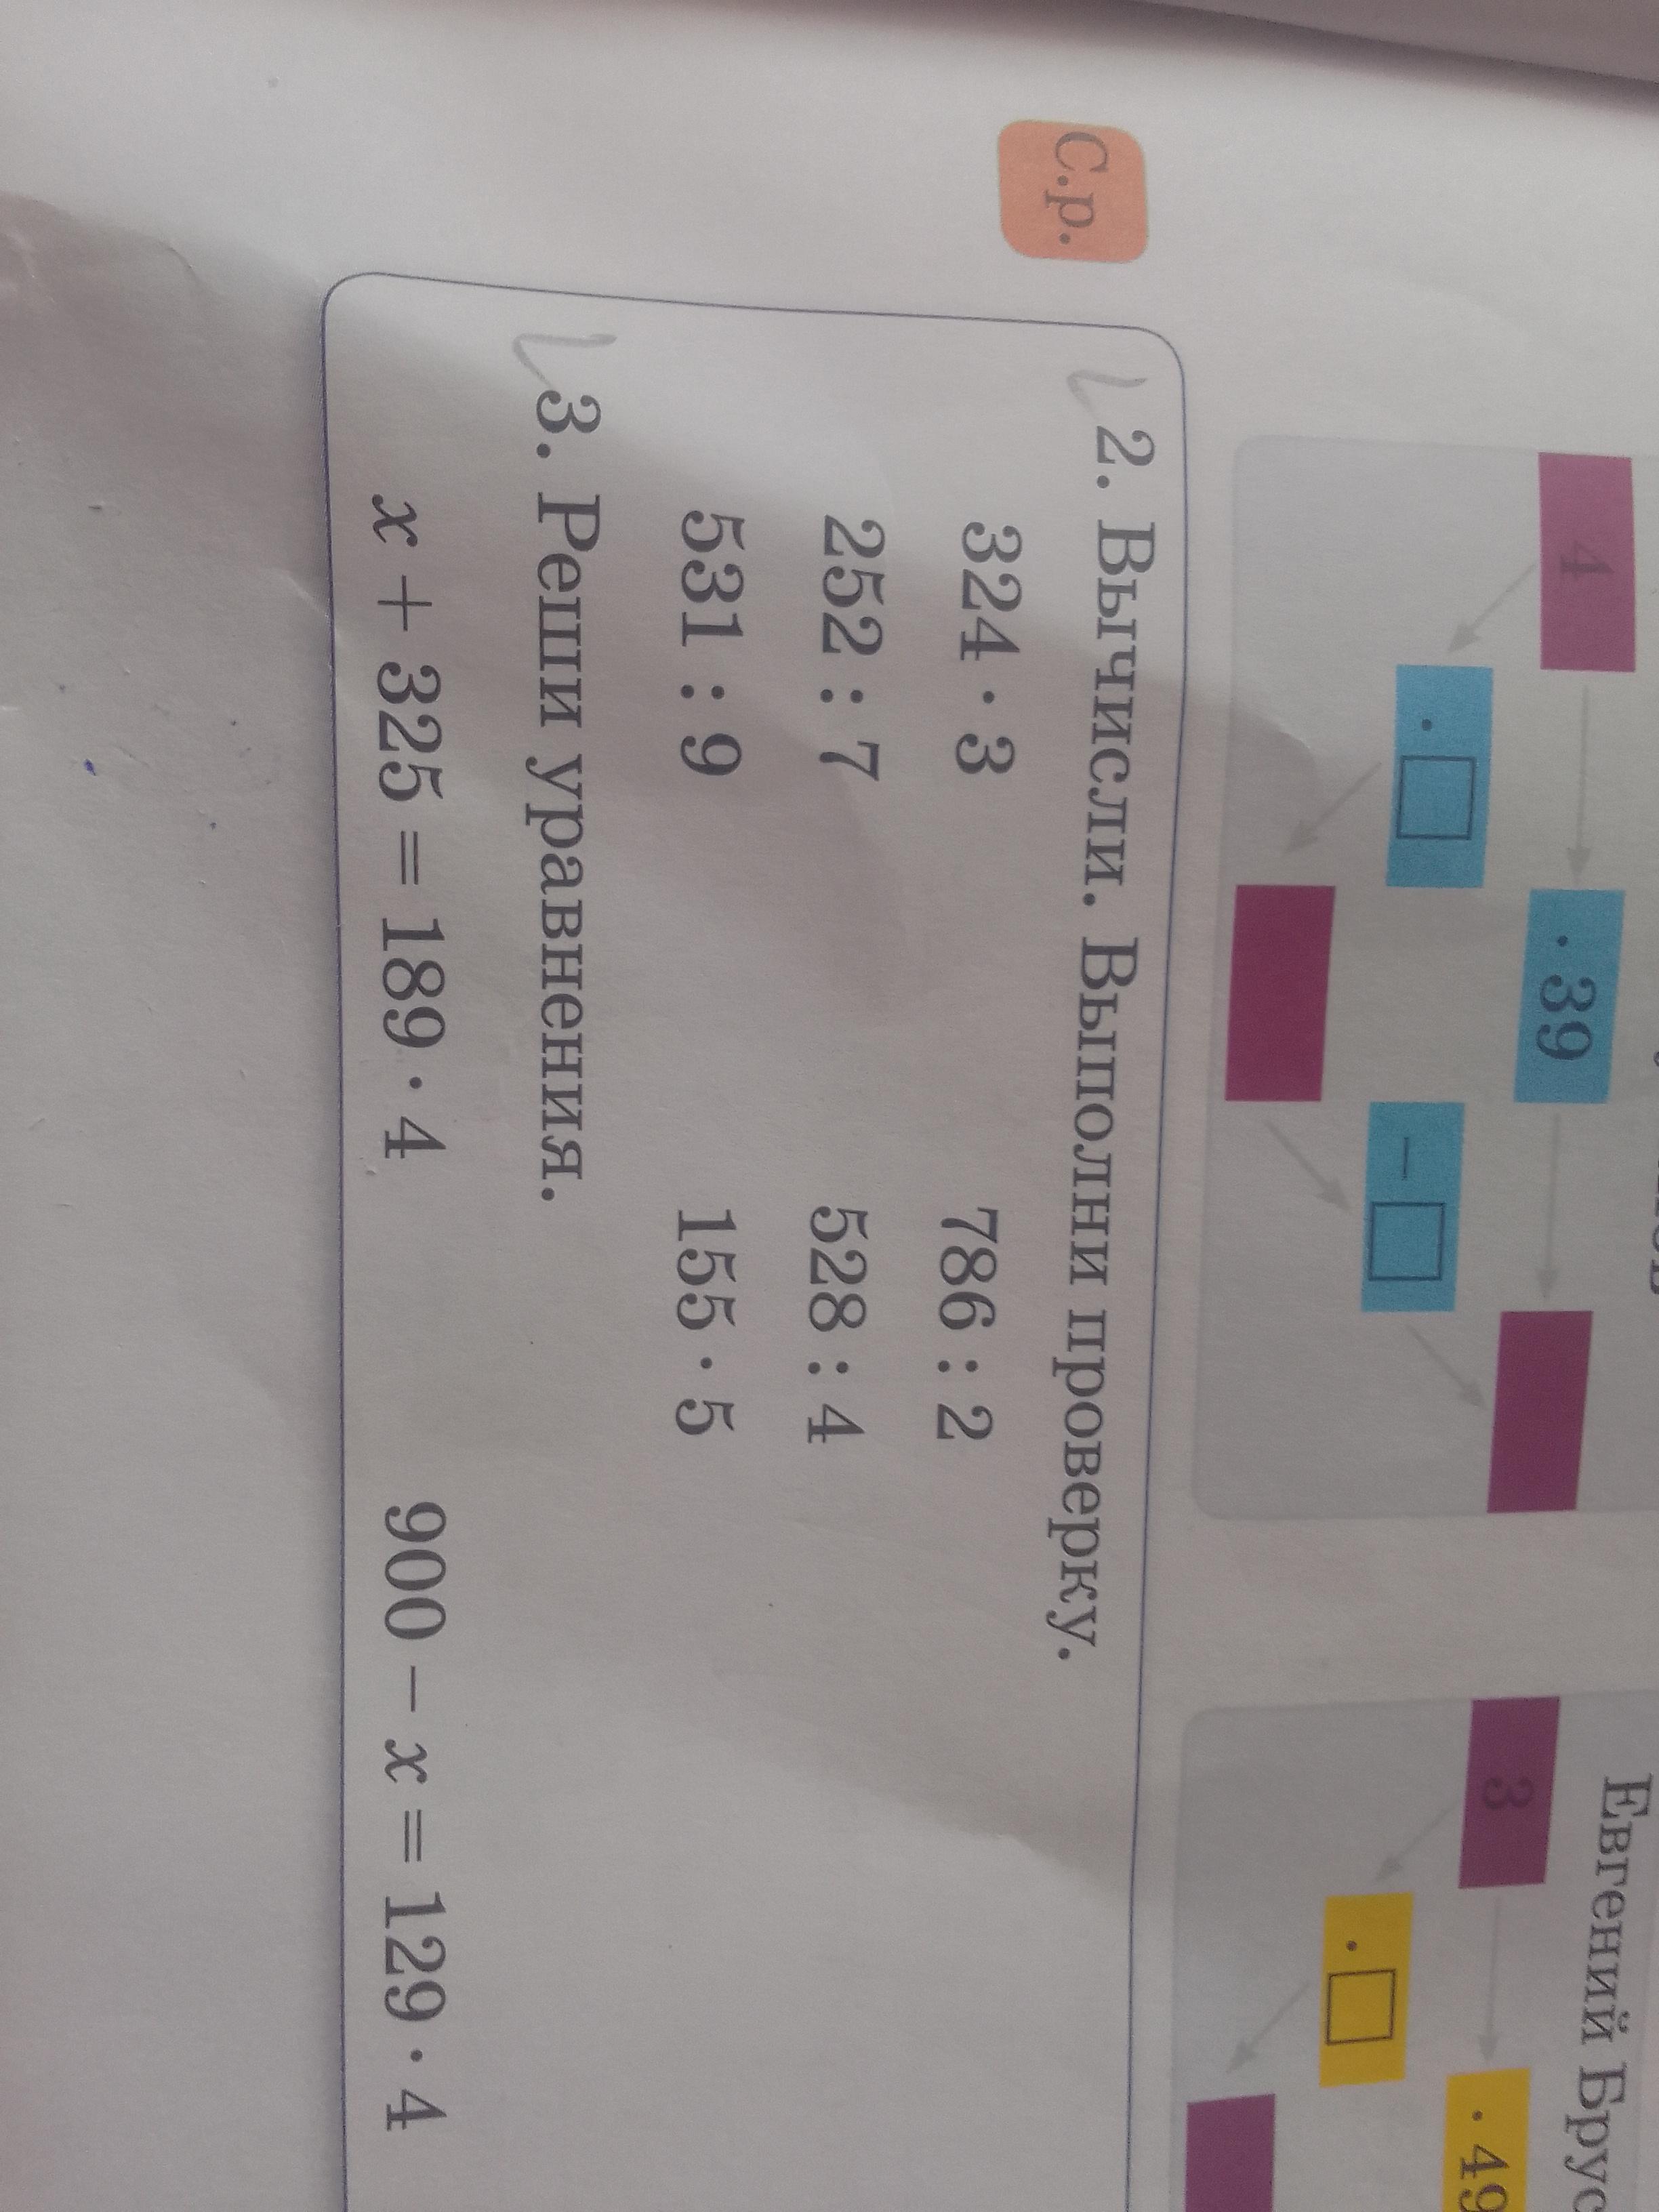 Евгений
4 · 39
· □ – □
3 · 49
· □
С.р.
2. Вычисли. Выполни проверку.
324 · 3 786 : 2
252 : 7 528 : 4
531 : 9 155 · 5
3. Реши уравнения.
x + 325 = 189 · 4 900 – x = 129 · 4